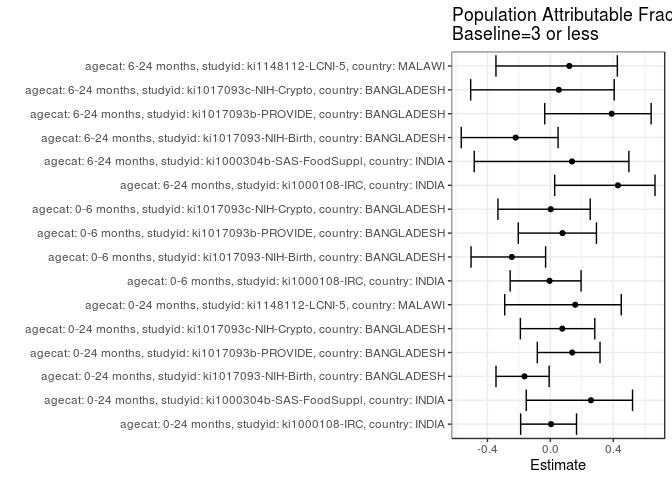 Population Attributable Frac
Baseline=3 or less
agecat: 6-24 months, studyid: ki1148112-LCNI-5, country: MALAWI
agecat: 6-24 months, studyid: ki1017093c-NIH-Crypto, country: BANGLADESH
agecat: 6-24 months, studyid: ki1017093b-PROVIDE, country: BANGLADESH
agecat: 6-24 months, studyid: ki1017093-NIH-Birth, country: BANGLADESH
agecat: 6-24 months, studyid: ki1000304b-SAS-FoodSuppl, country: INDIA
agecat: 6-24 months, studyid: ki1000108-IRC, country: INDIA
agecat: 0-6 months, studyid: ki1017093c-NIH-Crypto, country: BANGLADESH
agecat: 0-6 months, studyid: ki1017093b-PROVIDE, country: BANGLADESH
agecat: 0-6 months, studyid: ki1017093-NIH-Birth, country: BANGLADESH
agecat: 0-6 months, studyid: ki1000108-IRC, country: INDIA
agecat: 0-24 months, studyid: ki1148112-LCNI-5, country: MALAWI
agecat: 0-24 months, studyid: ki1017093c-NIH-Crypto, country: BANGLADESH
agecat: 0-24 months, studyid: ki1017093b-PROVIDE, country: BANGLADESH
agecat: 0-24 months, studyid: ki1017093-NIH-Birth, country: BANGLADESH
agecat: 0-24 months, studyid: ki1000304b-SAS-FoodSuppl, country: INDIA
agecat: 0-24 months, studyid: ki1000108-IRC, country: INDIA
-0.4 0.0 0.4
Estimate